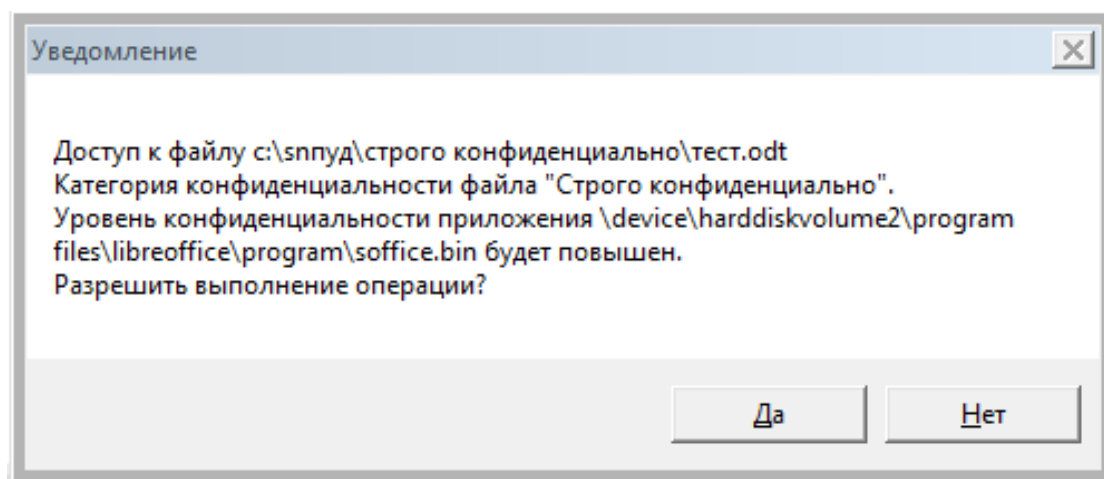 Уведомление
Доступ к файлу c:\snпуд\строго конфиденциально\тест.odt
Категория конфиденциальности файла "Строго конфиденциально".
Уровень конфиденциальности приложения \device\harddiskvolume2\program
files\libreoffice\program\soffice.bin будет повышен.
Разрешить выполнение операции?
Да
Нет